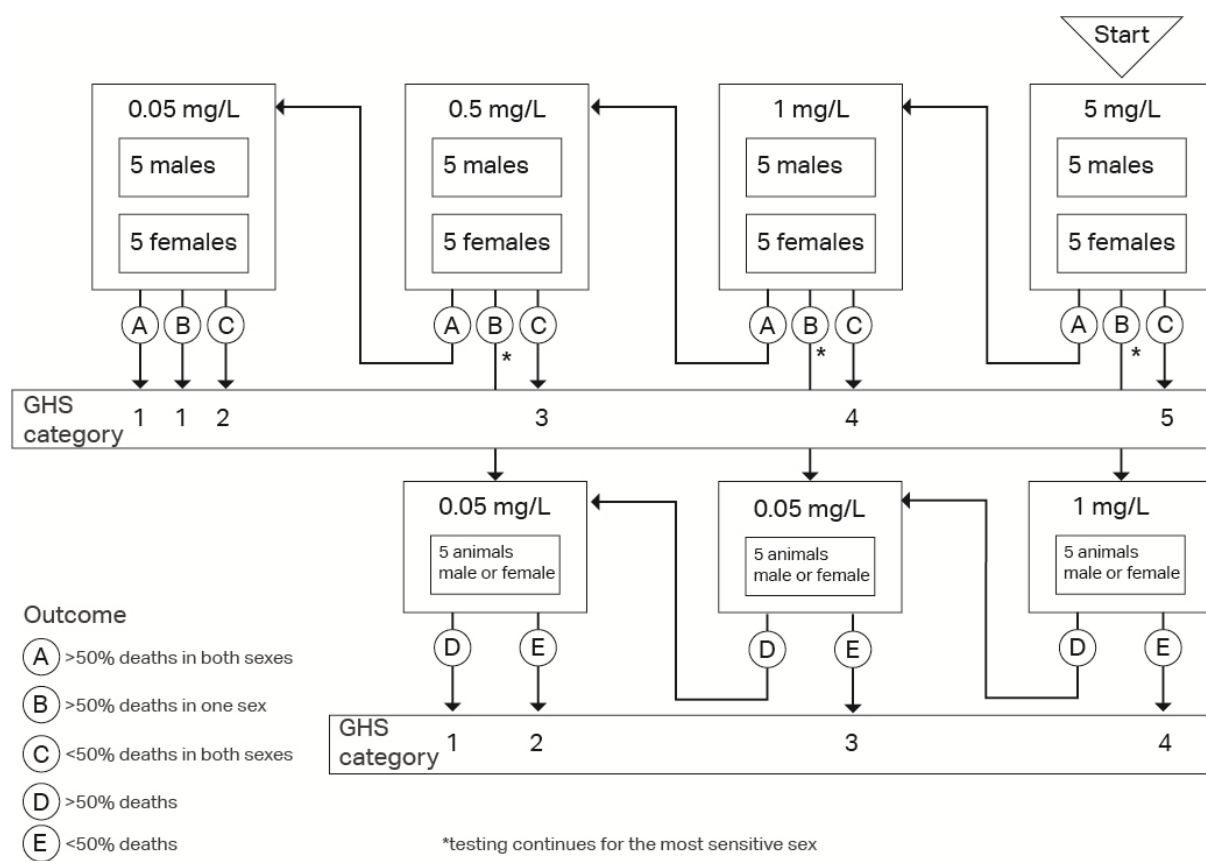 Start
0.05 mg/L
0.5 mg/L
1 mg/L
5 mg/L
5 males
5 males
5 males
5 males
5 females
5 females
5 females
5 females
A
B
C
A
B
C
A
B
C
A
B
C
*
*
*
GHS
category
1
1
2
3
4
5
0.05 mg/L
0.05 mg/L
1 mg/L
5 animals
male or female
5 animals
male or female
5 animals
male or female
D
E
D
E
D
E
GHS
category
1
2
3
4
Outcome
A >50% deaths in both sexes
B >50% deaths in one sex
C <50% deaths in both sexes
D >50% deaths
E <50% deaths
*testing continues for the most sensitive sex